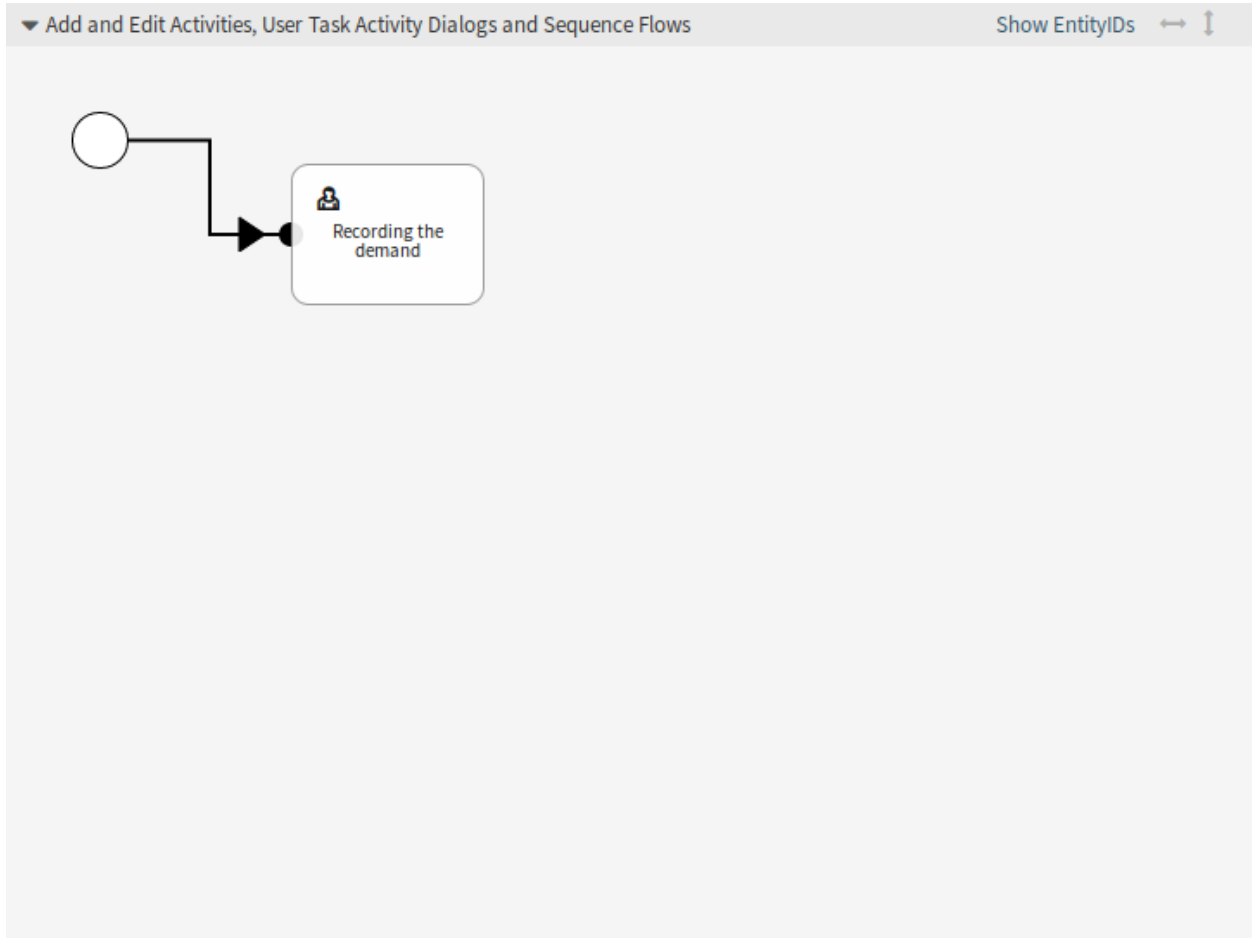 Add and Edit Activities, User Task Activity Dialogs and Sequence Flows Show EntityIDs
Recording the
demand